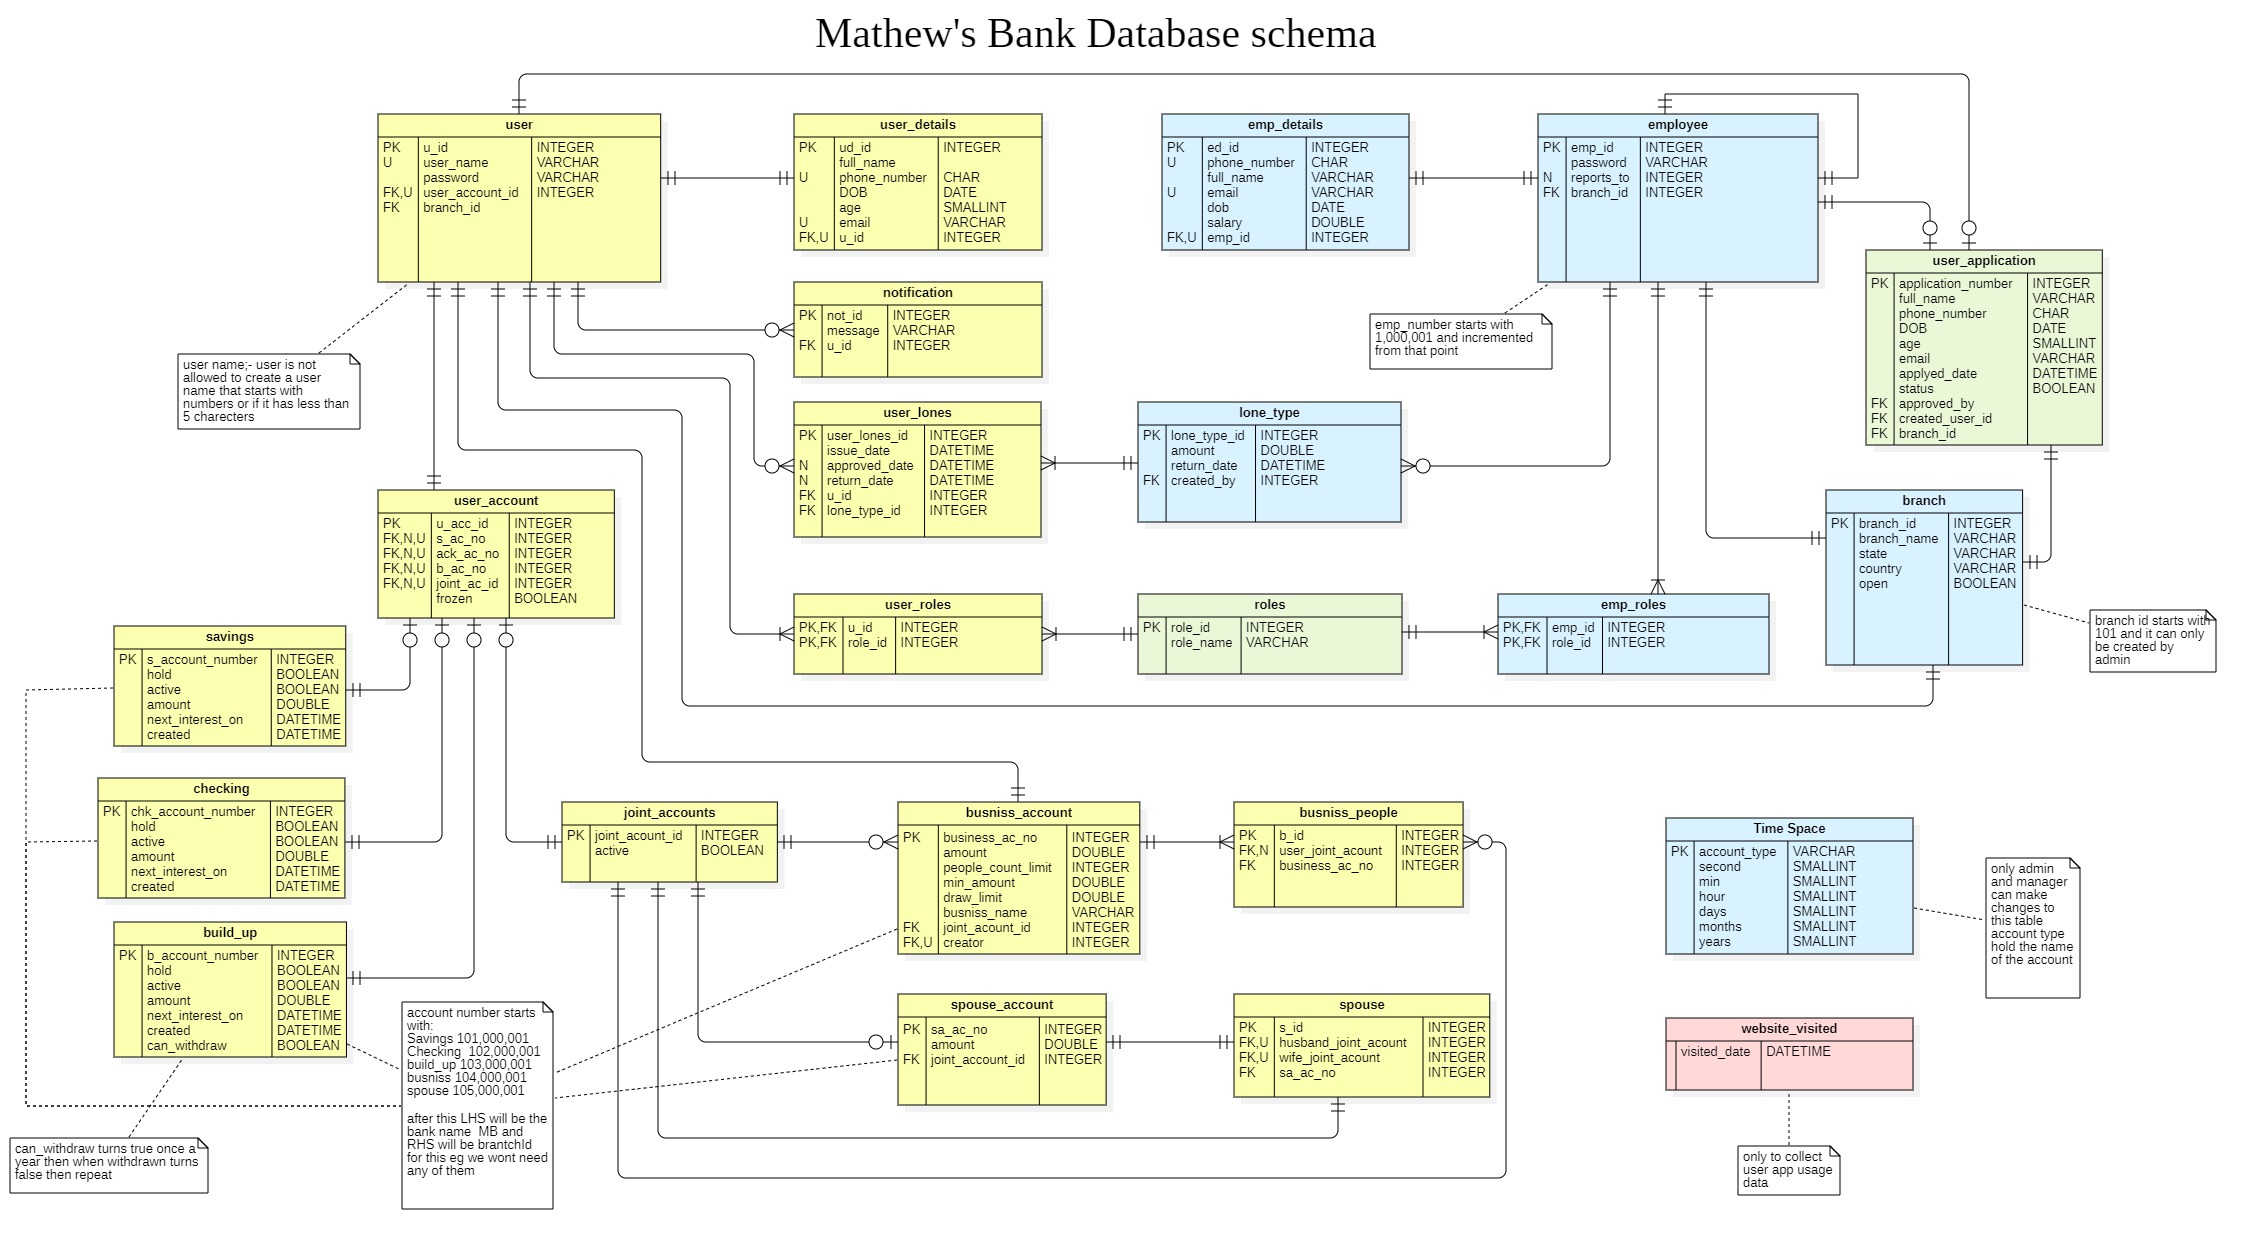 Mathew's Bank Database schema
user
PK u_id INTEGER
U user_name VARCHAR
password VARCHAR
FK,U user_account_id INTEGER
FK branch_id
user_details
PK ud_id INTEGER
full_name
U phone_number CHAR
DOB DATE
age SMALLINT
U email VARCHAR
FK,U u_id INTEGER
emp_details
PK ed_id INTEGER
U phone_number CHAR
full_name VARCHAR
U email VARCHAR
dob DATE
salary DOUBLE
FK,U emp_id INTEGER
employee
PK emp_id INTEGER
password VARCHAR
N reports_to INTEGER
FK branch_id INTEGER
user_application
PK application_number INTEGER
full_name VARCHAR
phone_number CHAR
DOB DATE
age SMALLINT
email VARCHAR
applyed_date DATETIME
status BOOLEAN
FK approved_by
FK created_user_id
FK branch_id
notification
PK not_id INTEGER
message VARCHAR
FK u_id INTEGER
emp_number starts with
1,000,001 and incremented
from that point
user name;- user is not
allowed to create a user
name that starts with
numbers or if it has less than
5 charecters
user_lones
PK user_lones_id INTEGER
issue_date DATETIME
N approved_date DATETIME
N return_date DATETIME
FK u_id INTEGER
FK lone_type_id INTEGER
lone_type
PK lone_type_id INTEGER
amount DOUBLE
return_date DATETIME
FK created_by INTEGER
user_account
PK u_acc_id INTEGER
FK,N,U s_ac_no INTEGER
FK,N,U ack_ac_no INTEGER
FK,N,U b_ac_no INTEGER
FK,N,U joint_ac_id INTEGER
frozen BOOLEAN
branch
PK branch_id INTEGER
branch_name VARCHAR
state VARCHAR
country VARCHAR
open BOOLEAN
user_roles
PK,FK u_id INTEGER
PK,FK role_id INTEGER
roles
PK role_id INTEGER
role_name VARCHAR
emp_roles
PK,FK emp_id INTEGER
PK,FK role_id INTEGER
branch id starts with
101 and it can only
be created by
admin
savings
PK s_account_number INTEGER
hold BOOLEAN
active BOOLEAN
amount DOUBLE
next_interest_on DATETIME
created DATETIME
checking
PK chk_account_number INTEGER
hold BOOLEAN
active BOOLEAN
amount DOUBLE
next_interest_on DATETIME
created DATETIME
joint_accounts
PK joint_acount_id INTEGER
active BOOLEAN
busniss_account
PK business_ac_no INTEGER
amount DOUBLE
people_count_limit INTEGER
min_amount DOUBLE
draw_limit DOUBLE
busniss_name VARCHAR
FK joint_acount_id INTEGER
FK,U creator INTEGER
busniss_people
PK b_id INTEGER
FK,N user_joint_acount INTEGER
FK business_ac_no INTEGER
Time Space
PK account_type VARCHAR
second SMALLINT
min SMALLINT
hour SMALLINT
days SMALLINT
months SMALLINT
years SMALLINT
only admin
and manager
can make
changes to
this table
account type
hold the name
of the account
build_up
PK b_account_number INTEGER
hold BOOLEAN
active BOOLEAN
amount DOUBLE
next_interest_on DATETIME
created DATETIME
can_withdraw BOOLEAN
account number starts
with:
Savings 101,000,001
Checking 102,000,001
build_up 103,000,001
busniss 104,000,001
spouse 105,000,001
after this LHS will be the
bank name MB and
RHS will be brantchId
for this eg we wont need
any of them
spouse_account
PK sa_ac_no INTEGER
amount DOUBLE
FK joint_account_id INTEGER
spouse
PK s_id INTEGER
FK,U husband_joint_acount INTEGER
FK,U wife_joint_acount INTEGER
FK sa_ac_no INTEGER
website_visited
visited_date DATETIME
can_withdraw turns true once a
year then when withdrawn turns
false then repeat
only to collect
user app usage
data